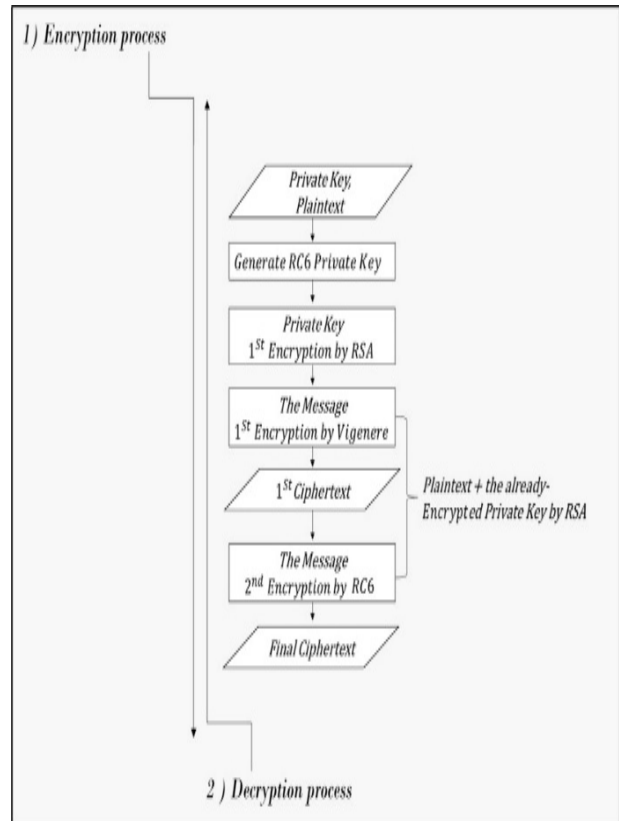 1) Encryption process
Private Key,
Plaintext
Generate RC6 Private Key
Private Key
1St Encryption by RSA
The Message
1St Encryption by Vigenere
1St Ciphertext
Plaintext + the already-
Encrypted Private Key by RSA
The Message
2nd Encryption by RC6
Final Ciphertext
2 ) Decryption process